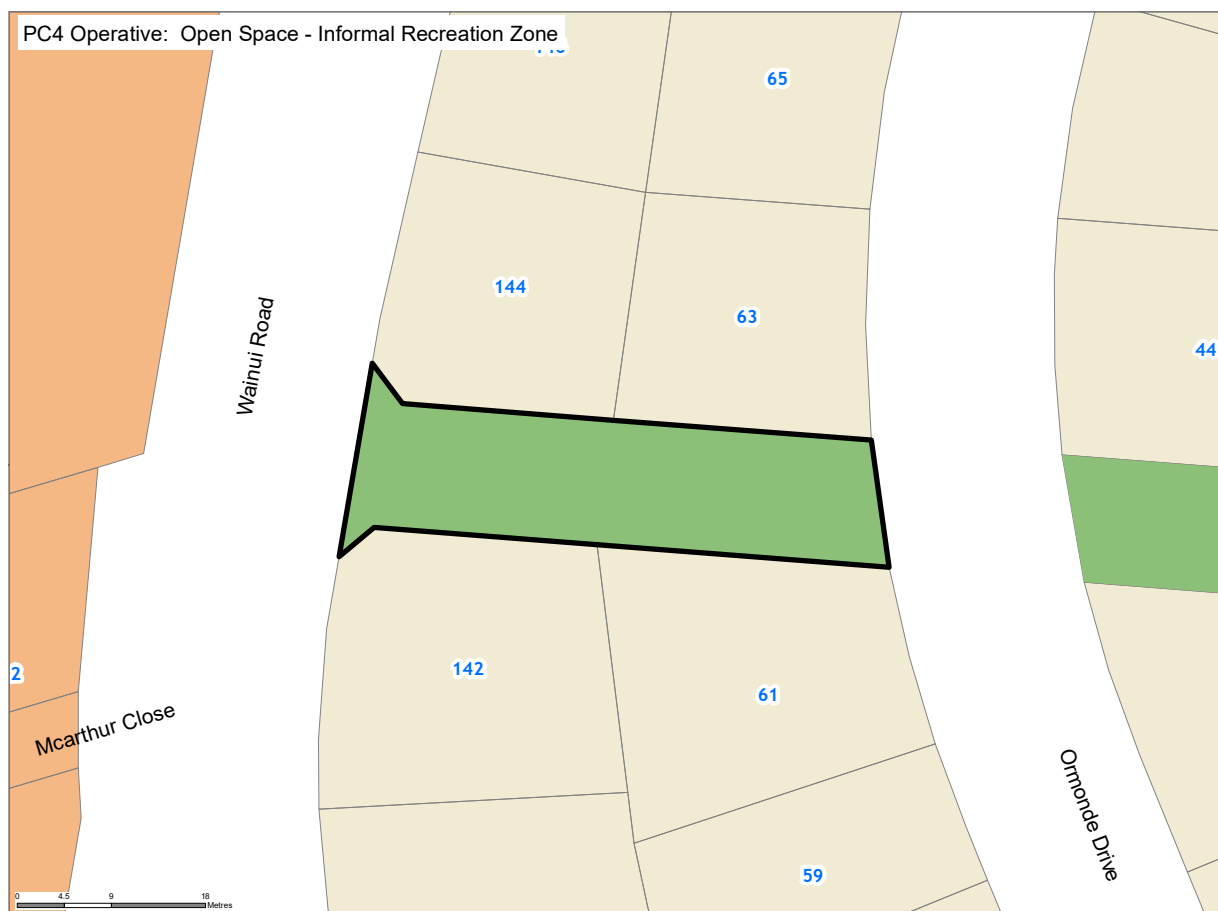 PC4 Operative: Open Space - Informal Recreation Zone
65
144
63
44
Wainui Road
142
61
2
Mcarthur Close
Ormonde Drive
59
0 4.5 9 18
Metres